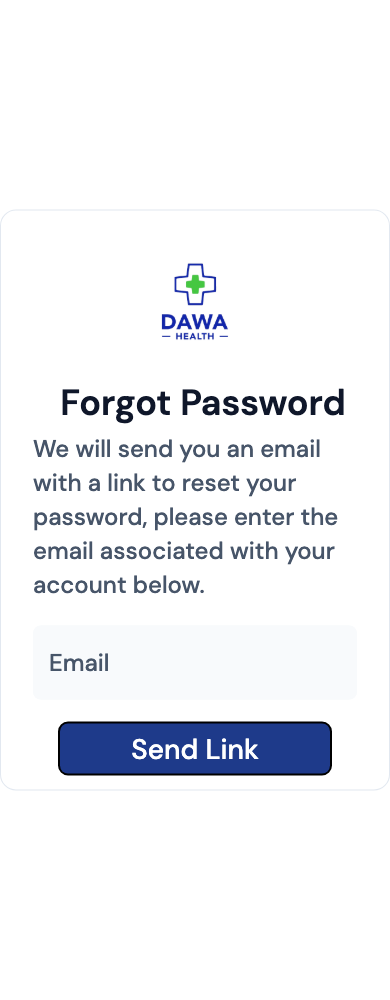 DAWA
HEALTH
Forgot Password
We will send you an email
with a link to reset your
password, please enter the
email associated with your
account below.
Email
Send Link